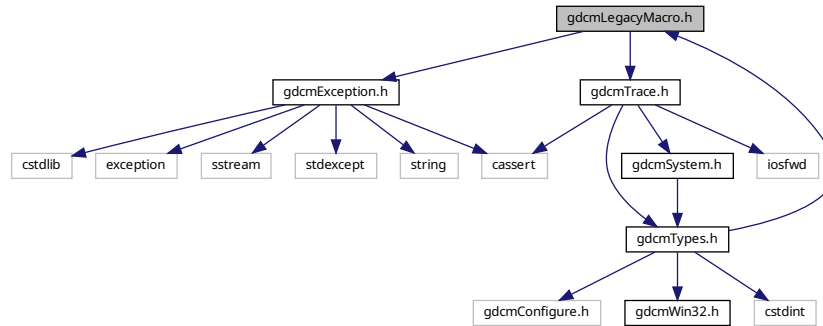 gdcmLegacyMacro.h
gdcmException.h
gdcmTrace.h
cstdlib
exception
sstream
stdexcept
string
cassert
gdcmSystem.h
iosfwd
gdcmTypes.h
gdcmConfigure.h
gdcmWin32.h
cstdint